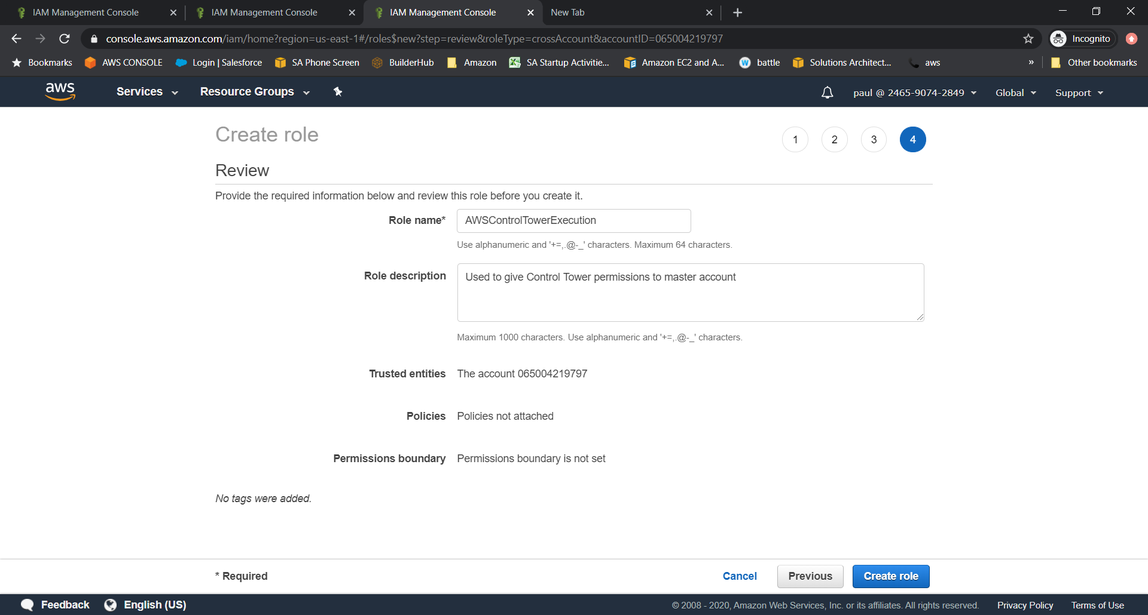 IAM Management Console
IAM Management Console
IAM Management Console
New Tab
console.aws.amazon.com/iam/home?region=us-east-1#/roles$new?step=review&roleType=crossAccount&accountID=065004219797
Incognito
Bookmarks
AWS CONSOLE
Login | Salesforce
SA Phone Screen
BuilderHub
Amazon
SA Startup Activitie...
Amazon EC2 and A...
battle
Solutions Architect...
aws
»
Other bookmarks
aws
Services
Resource Groups
paul @ 2465-9074-2849
Global
Support
Create role
1
2
3
4
Review
Provide the required information below and review this role before you create it.
Role name* AWSControlTowerExecution
Use alphanumeric and '+=,.@-_' characters. Maximum 64 characters.
Role description Used to give Control Tower permissions to master account
Maximum 1000 characters. Use alphanumeric and '+=,.@-_' characters.
Trusted entities The account 065004219797
Policies Policies not attached
Permissions boundary Permissions boundary is not set
No tags were added.
* Required
Cancel
Previous
Create role
Feedback
English (US)
© 2008 - 2020, Amazon Web Services, Inc. or its affiliates. All rights reserved.
Privacy Policy
Terms of Use